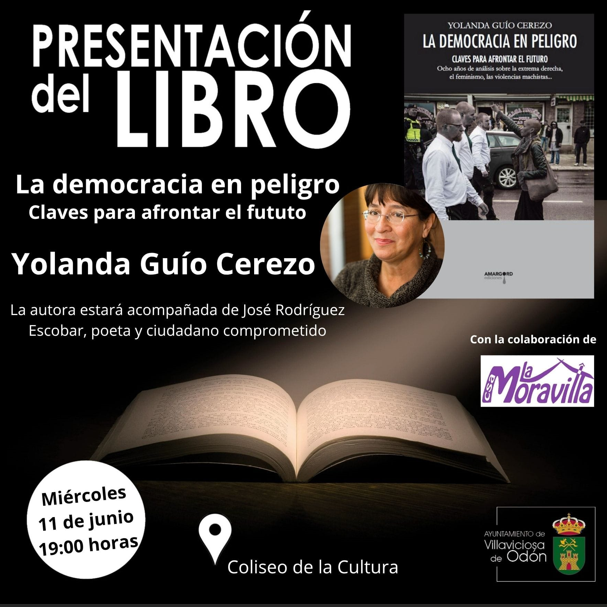 PRESENTACIÓN
del LIBRO
La democracia en peligro
Claves para afrontar el fututo
Yolanda Guío Cerezo
La autora estará acompañada de José Rodríguez
Escobar, poeta y ciudadano comprometido
YOLANDA GUÍO CEREZO
LA DEMOCRACIA EN PELIGRO
CLAVES PARA AFRONTAR EL FUTURO
Ocho años de análisis sobre la extrema derecha,
el feminismo, las violencias machistas...
AMARGORD
ediciones
Con la colaboración de
CSA
La
Moravilla
Miércoles
11 de junio
19:00 horas
Coliseo de la Cultura
AYUNTAMIENTO de
Villaviciosa
de Odón